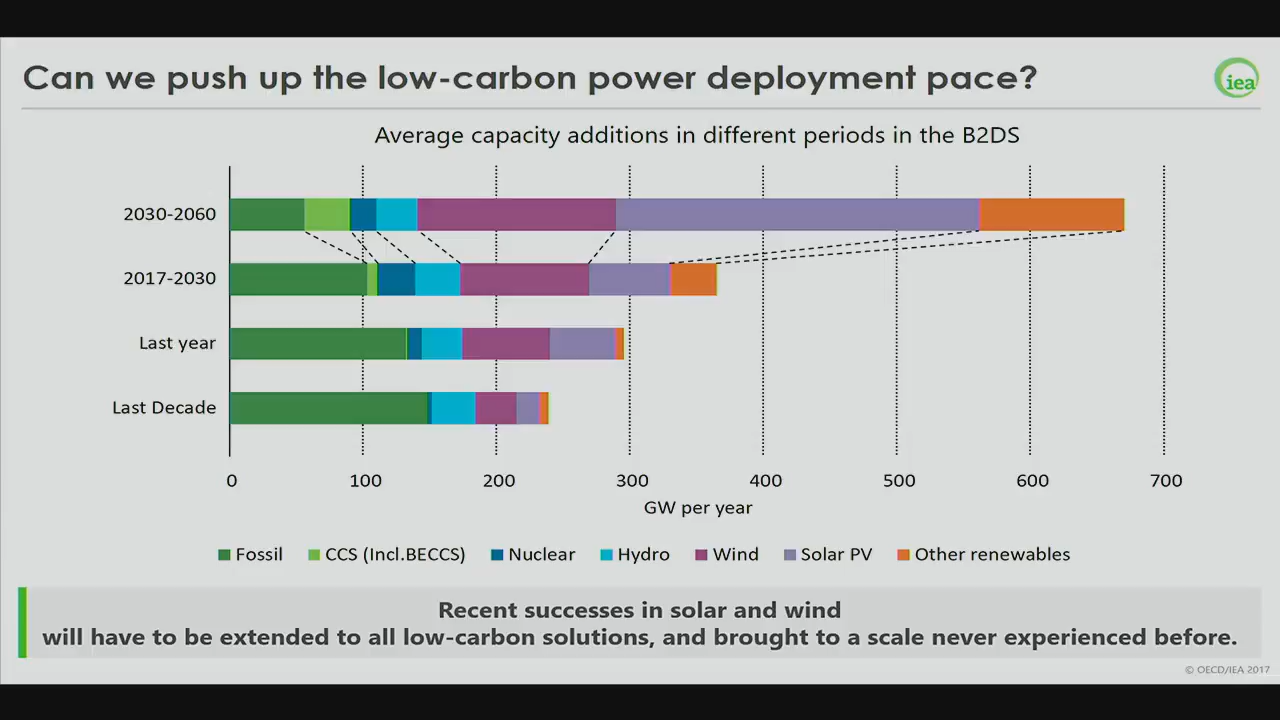 Can we push up the low-carbon power deployment pace?
iea
Average capacity additions in different periods in the B2DS
2030-2060
2017-2030
Last year
Last Decade
0 100 200 300 400 500 600 700
GW per year
Fossil CCS (Incl.BECCS) Nuclear Hydro Wind Solar PV Other renewables
Recent successes in solar and wind
will have to be extended to all low-carbon solutions, and brought to a scale never experienced before.
© OECD/IEA 2017